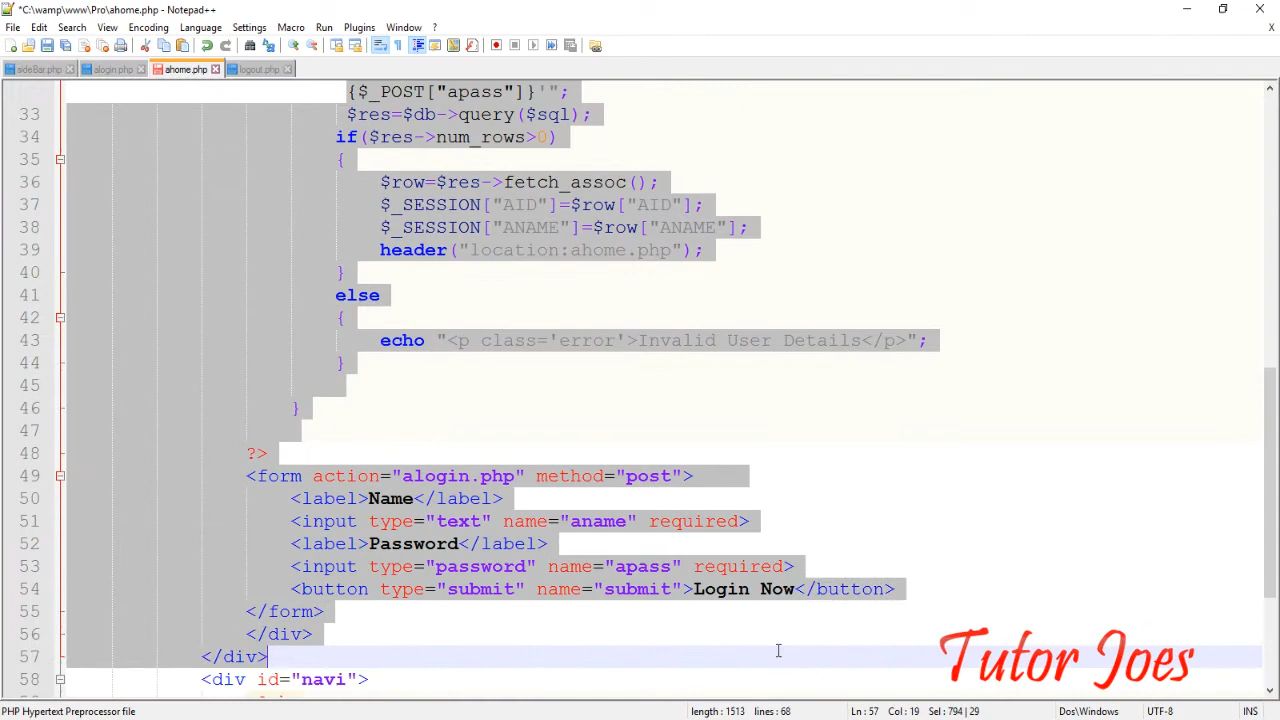 *C:\wamp\www\Pro\ahome.php - Notepad++
File Edit Search View Encoding Language Settings Macro Run Plugins Window ? X
sideBar.php alogin.php ahome.php logout.php
{$_POST["apass"]}'";
33 $res=$db->query($sql);
34 if($res->num_rows>0)
35 {
36 $row=$res->fetch_assoc();
37 $_SESSION["AID"]=$row["AID"];
38 $_SESSION["ANAME"]=$row["ANAME"];
39 header("location:ahome.php");
40 }
41 else
42 {
43 echo "<p class='error'>Invalid User Details</p>";
44 }
45
46 }
47
48 ?>
49 <form action="alogin.php" method="post">
50 <label>Name</label>
51 <input type="text" name="aname" required>
52 <label>Password</label>
53 <input type="password" name="apass" required>
54 <button type="submit" name="submit">Login Now</button>
55 </form>
56 </div>
57 </div>
58 <div id="navi">
Tutor Joes
PHP Hypertext Preprocessor file length : 1513 lines : 68 Ln : 57 Col : 19 Sel : 794 | 29 Dos\Windows UTF-8 INS